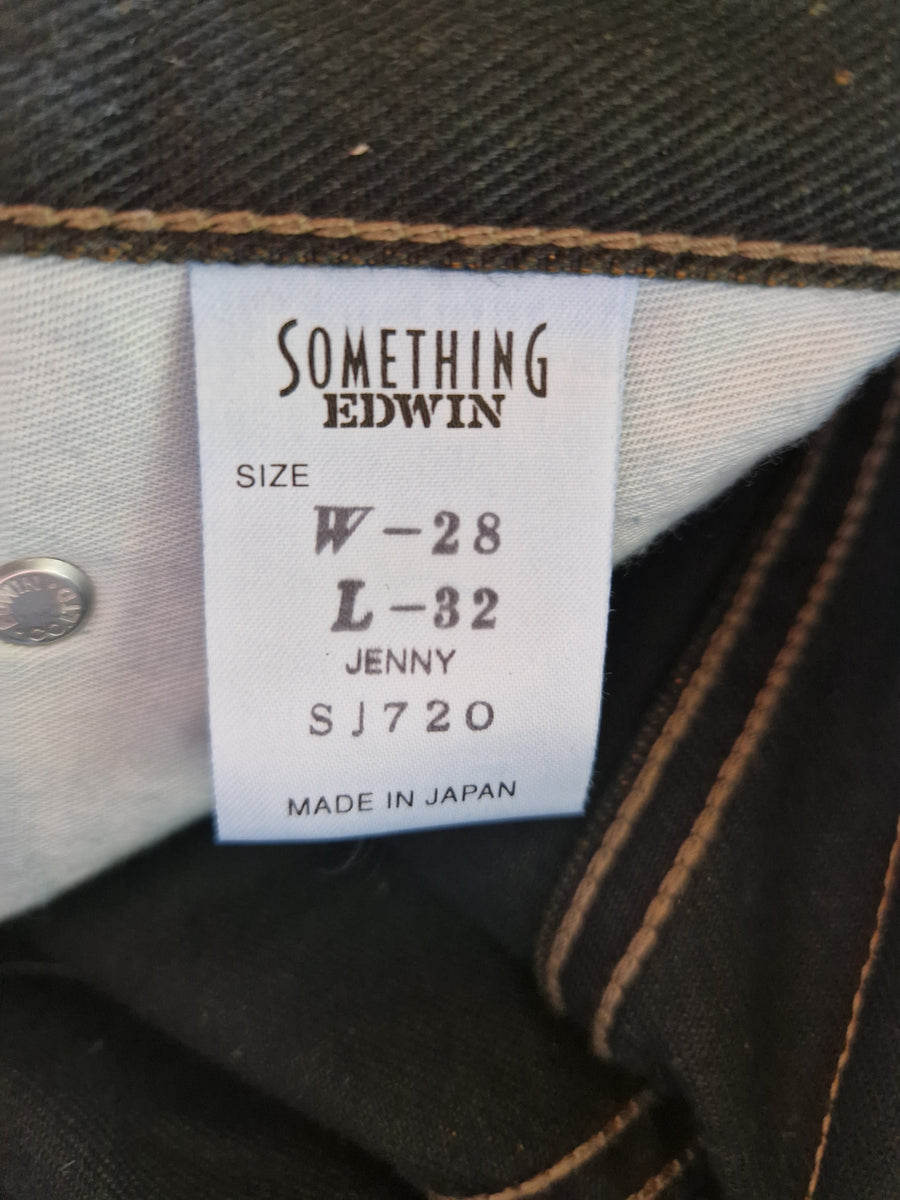 SOMETHING
EDWIN
SIZE
W-28
L-32
JENNY
SJ720
MADE IN JAPAN